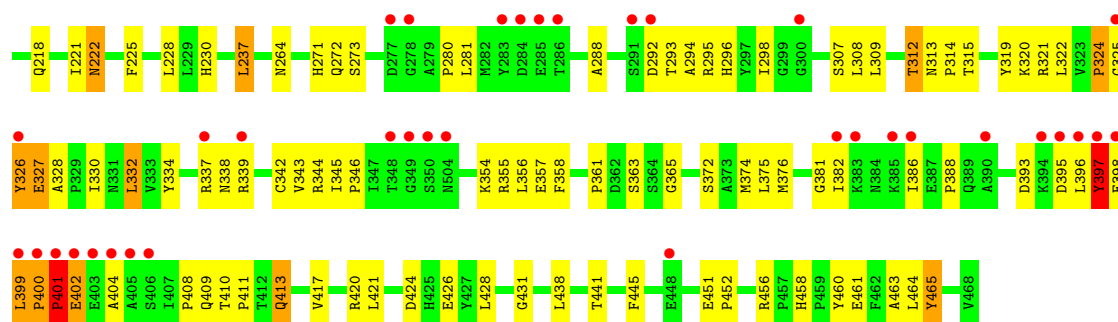 Q218 I221 N222 F225 L228 L229 H230 L237 N264 H271 Q272 S273 D277 G278 A279 P280 L281 M282 Y283 D284 E285 T286 A288 S291 D292 T293 A294 R295 H296 Y297 I298 G299 G300 S307 L308 L309 T312 N313 P314 T315 Y319 K320 R321 L322 V323 P324
Y326 E327 A328 P329 I330 N331 L332 V333 Y334 R337 N338 R339 C342 V343 R344 I345 P346 I347 T348 G349 S350 N504 K354 R355 L356 E357 F358 P361 D362 S363 S364 G365 S372 A373 M374 L375 M376 G381 I382 K383 N384 K385 I386 E387 P388 Q389 A390 D393 K394 D395 L396 Y397
L399 P400 P401 E402 E403 A404 A405 S406 I407 P408 Q409 T410 P411 T412 Q413 V417 R420 L421 D424 H425 E426 Y427 L428 G431 L438 T441 F445 E448 E451 P452 R456 P457 H458 P459 Y460 E461 F462 A463 L464 Y465 V468